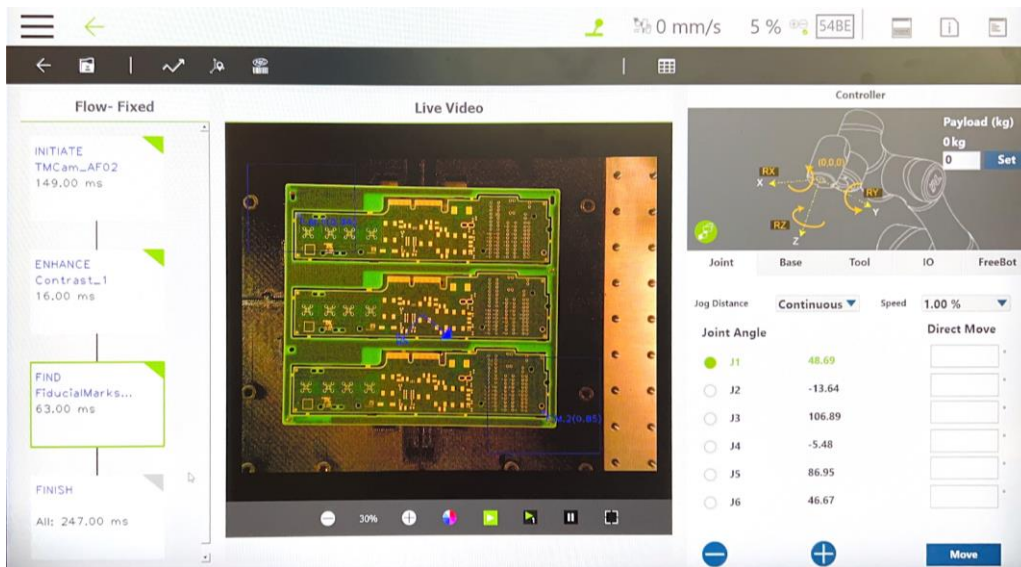 0 mm/s 5 % 54BE
Flow- Fixed
INITIATE
TMCam_AF02
149.00 ms
ENHANCE
Contrast_1
16.00 ms
FIND
FiducialMarks...
63.00 ms
FINISH
All: 247.00 ms
Live Video
.2(0.85)
30%
Controller
Payload (kg)
0kg
0 Set
(0,0,0)
RX
X
RY
Y
RZ
Z
Joint Base Tool IO FreeBot
Jog Distance Continuous Speed 1.00 %
Joint Angle Direct Move
J1 48.69 °
J2 -13.64 °
J3 106.89 °
J4 -5.48 °
J5 86.95 °
J6 46.67 °
Move